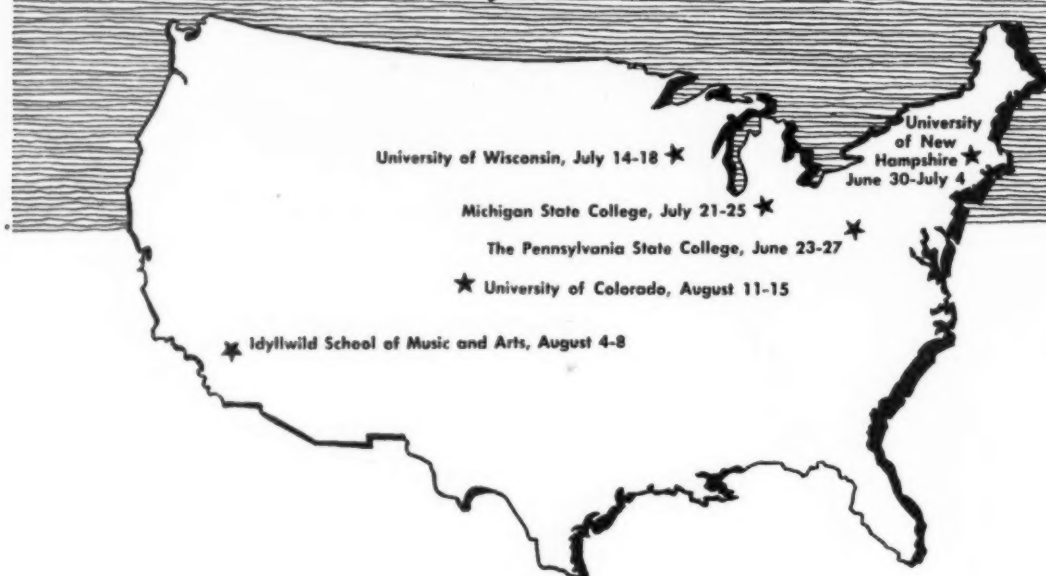 University
of New
Hampshire
June 30-July 4
University of Wisconsin, July 14-18
Michigan State College, July 21-25
The Pennsylvania State College, June 23-27
University of Colorado, August 11-15
Idyllwild School of Music and Arts, August 4-8